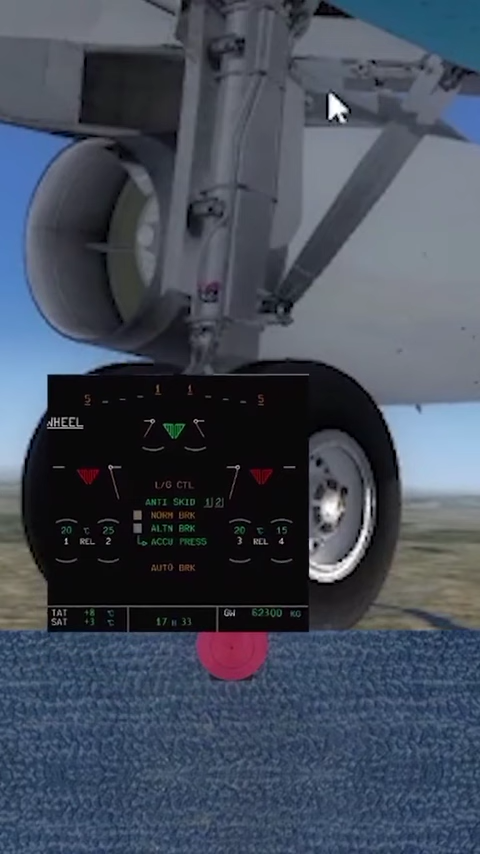 5 1 1 5
WHEEL
L/G CTL
ANTI SKID 1 2
NORM BRK
ALTN BRK
ACCU PRESS
20 °C 25 20 °C 15
1 REL 2 3 REL 4
AUTO BRK
TAT +8 °C GW 62300 KG
SAT +3 °C 17 H 33